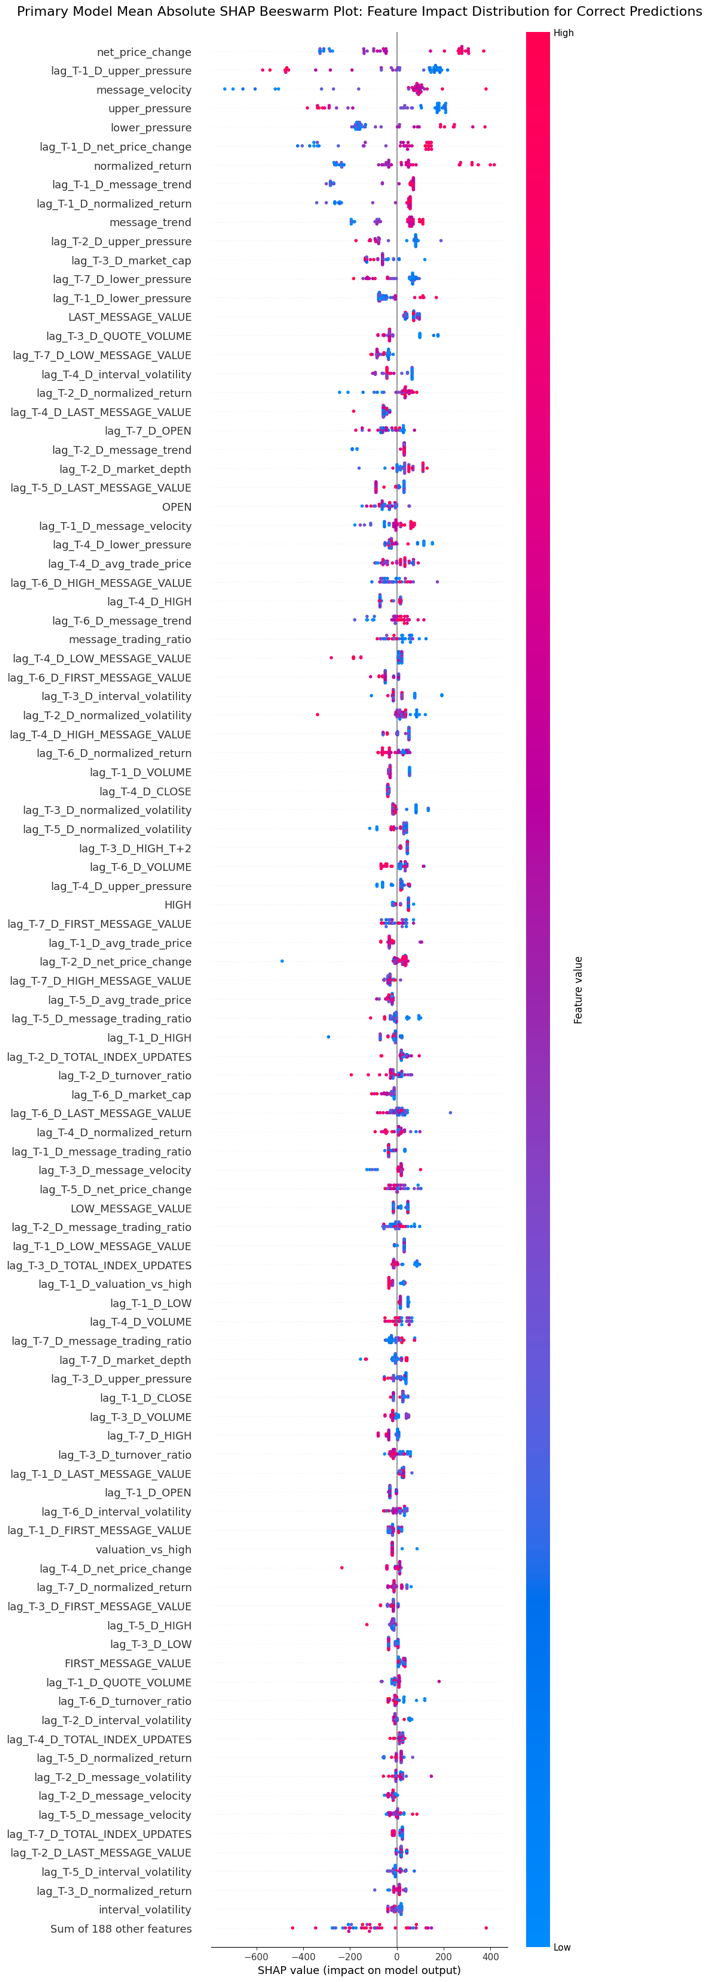 Primary Model Mean Absolute SHAP Beeswarm Plot: Feature Impact Distribution for Correct Predictions
High
net_price_change
lag_T-1_D_upper_pressure
message_velocity
upper_pressure
lower_pressure
lag_T-1_D_net_price_change
normalized_return
lag_T-1_D_message_trend
lag_T-1_D_normalized_return
message_trend
lag_T-2_D_upper_pressure
lag_T-3_D_market_cap
lag_T-7_D_lower_pressure
lag_T-1_D_lower_pressure
LAST_MESSAGE_VALUE
lag_T-3_D_QUOTE_VOLUME
lag_T-7_D_LOW_MESSAGE_VALUE
lag_T-4_D_interval_volatility
lag_T-2_D_normalized_return
lag_T-4_D_LAST_MESSAGE_VALUE
lag_T-7_D_OPEN
lag_T-2_D_message_trend
lag_T-2_D_market_depth
lag_T-5_D_LAST_MESSAGE_VALUE
OPEN
lag_T-1_D_message_velocity
lag_T-4_D_lower_pressure
lag_T-4_D_avg_trade_price
lag_T-6_D_HIGH_MESSAGE_VALUE
lag_T-4_D_HIGH
lag_T-6_D_message_trend
message_trading_ratio
lag_T-4_D_LOW_MESSAGE_VALUE
lag_T-6_D_FIRST_MESSAGE_VALUE
lag_T-3_D_interval_volatility
lag_T-2_D_normalized_volatility
lag_T-4_D_HIGH_MESSAGE_VALUE
lag_T-6_D_normalized_return
lag_T-1_D_VOLUME
lag_T-4_D_CLOSE
lag_T-3_D_normalized_volatility
lag_T-5_D_normalized_volatility
lag_T-3_D_HIGH_T+2
lag_T-6_D_VOLUME
lag_T-4_D_upper_pressure
HIGH
lag_T-7_D_FIRST_MESSAGE_VALUE
lag_T-1_D_avg_trade_price
lag_T-2_D_net_price_change
lag_T-7_D_HIGH_MESSAGE_VALUE
lag_T-5_D_avg_trade_price
lag_T-5_D_message_trading_ratio
lag_T-1_D_HIGH
lag_T-2_D_TOTAL_INDEX_UPDATES
lag_T-2_D_turnover_ratio
lag_T-6_D_market_cap
lag_T-6_D_LAST_MESSAGE_VALUE
lag_T-4_D_normalized_return
lag_T-1_D_message_trading_ratio
lag_T-3_D_message_velocity
lag_T-5_D_net_price_change
LOW_MESSAGE_VALUE
lag_T-2_D_message_trading_ratio
lag_T-1_D_LOW_MESSAGE_VALUE
lag_T-3_D_TOTAL_INDEX_UPDATES
lag_T-1_D_valuation_vs_high
lag_T-1_D_LOW
lag_T-4_D_VOLUME
lag_T-7_D_message_trading_ratio
lag_T-7_D_market_depth
lag_T-3_D_upper_pressure
lag_T-1_D_CLOSE
lag_T-3_D_VOLUME
lag_T-7_D_HIGH
lag_T-3_D_turnover_ratio
lag_T-1_D_LAST_MESSAGE_VALUE
lag_T-1_D_OPEN
lag_T-6_D_interval_volatility
lag_T-1_D_FIRST_MESSAGE_VALUE
valuation_vs_high
lag_T-4_D_net_price_change
lag_T-7_D_normalized_return
lag_T-3_D_FIRST_MESSAGE_VALUE
lag_T-5_D_HIGH
lag_T-3_D_LOW
FIRST_MESSAGE_VALUE
lag_T-1_D_QUOTE_VOLUME
lag_T-6_D_turnover_ratio
lag_T-2_D_interval_volatility
lag_T-4_D_TOTAL_INDEX_UPDATES
lag_T-5_D_normalized_return
lag_T-2_D_message_volatility
lag_T-2_D_message_velocity
lag_T-5_D_message_velocity
lag_T-7_D_TOTAL_INDEX_UPDATES
lag_T-2_D_LAST_MESSAGE_VALUE
lag_T-5_D_interval_volatility
lag_T-3_D_normalized_return
interval_volatility
Sum of 188 other features
Feature value
Low
−600 −400 −200 0 200 400
SHAP value (impact on model output)